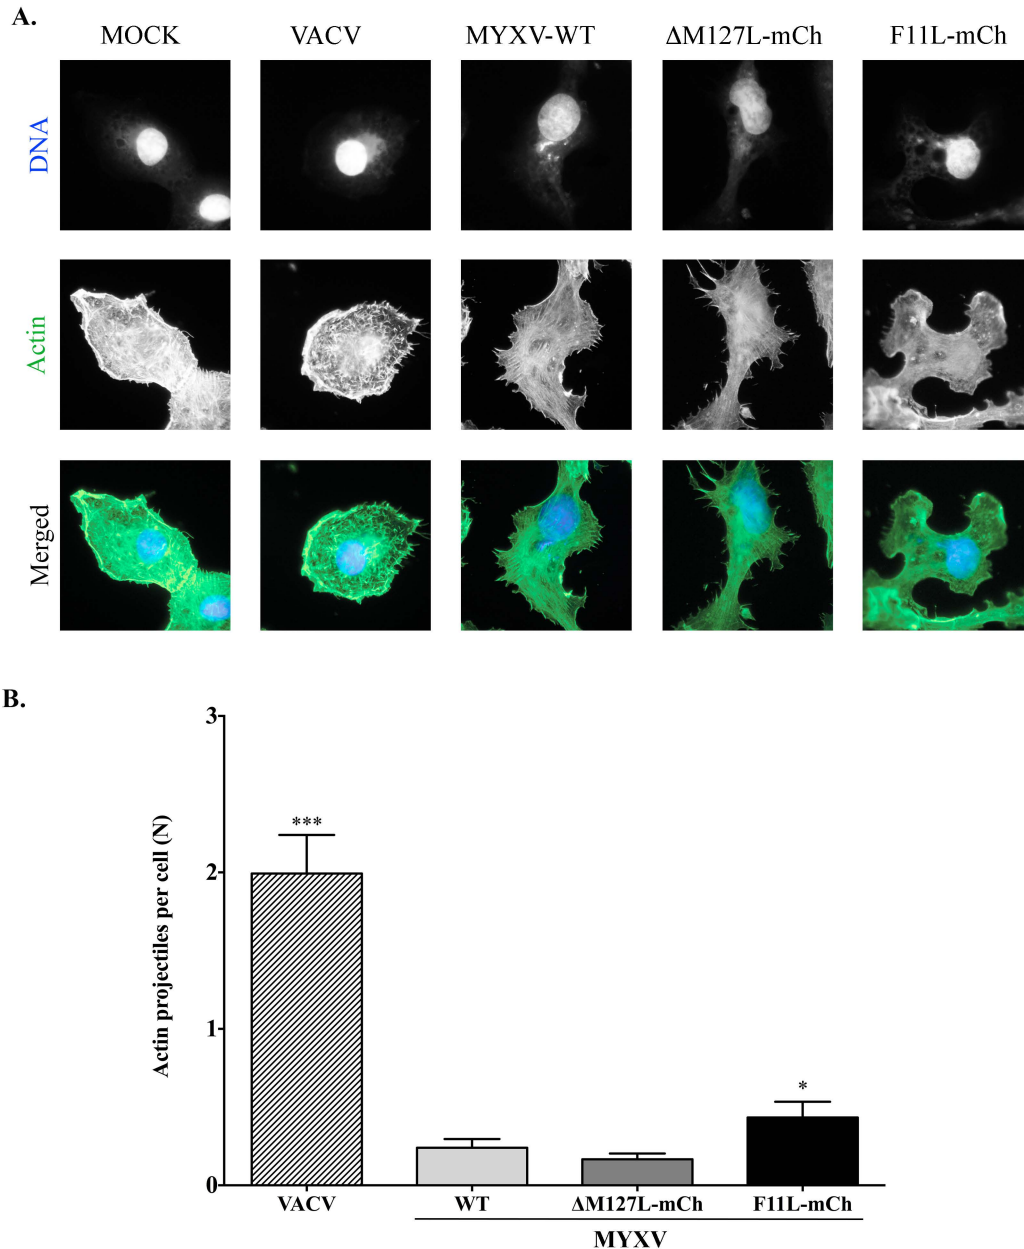 A.
MOCK VACV MYXV-WT ΔM127L-mCh F11L-mCh
DNA
Actin
Merged
B.
Actin projectiles per cell (N)
3
2
1
0
***
*
VACV WT ΔM127L-mCh F11L-mCh
MYXV